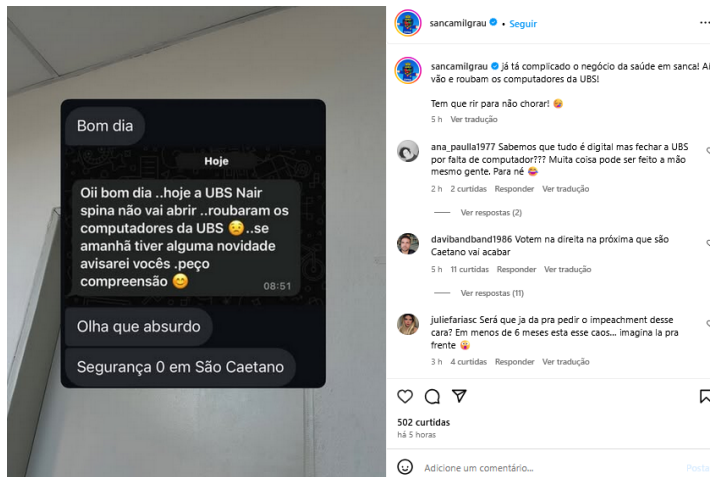 Bom dia
Hoje
Oii bom dia ..hoje a UBS Nair
spina não vai abrir ..roubaram os
computadores da UBS 😟..se
amanhã tiver alguma novidade
avisarei vocês .peço
compreensão 😊
08:51
Olha que absurdo
Segurança 0 em São Caetano
sancamilgrau • Seguir
sancamilgrau já tá complicado o negócio da saúde em sanca! Aí
vão e roubam os computadores da UBS!
Tem que rir para não chorar! 🥵
5 h Ver tradução
ana_paulla1977 Sabemos que tudo é digital mas fechar a UBS
por falta de computador??? Muita coisa pode ser feito a mão
mesmo gente. Para né 😂
2 h 2 curtidas Responder Ver tradução
Ver respostas (2)
davibandband1986 Votem na direita na próxima que são
Caetano vai acabar
5 h 11 curtidas Responder Ver tradução
Ver respostas (11)
juliefariasc Será que ja da pra pedir o impeachment desse
cara? Em menos de 6 meses esta esse caos... imagina la pra
frente 😱
3 h 4 curtidas Responder Ver tradução
502 curtidas
há 5 horas
Adicione um comentário...
Posta